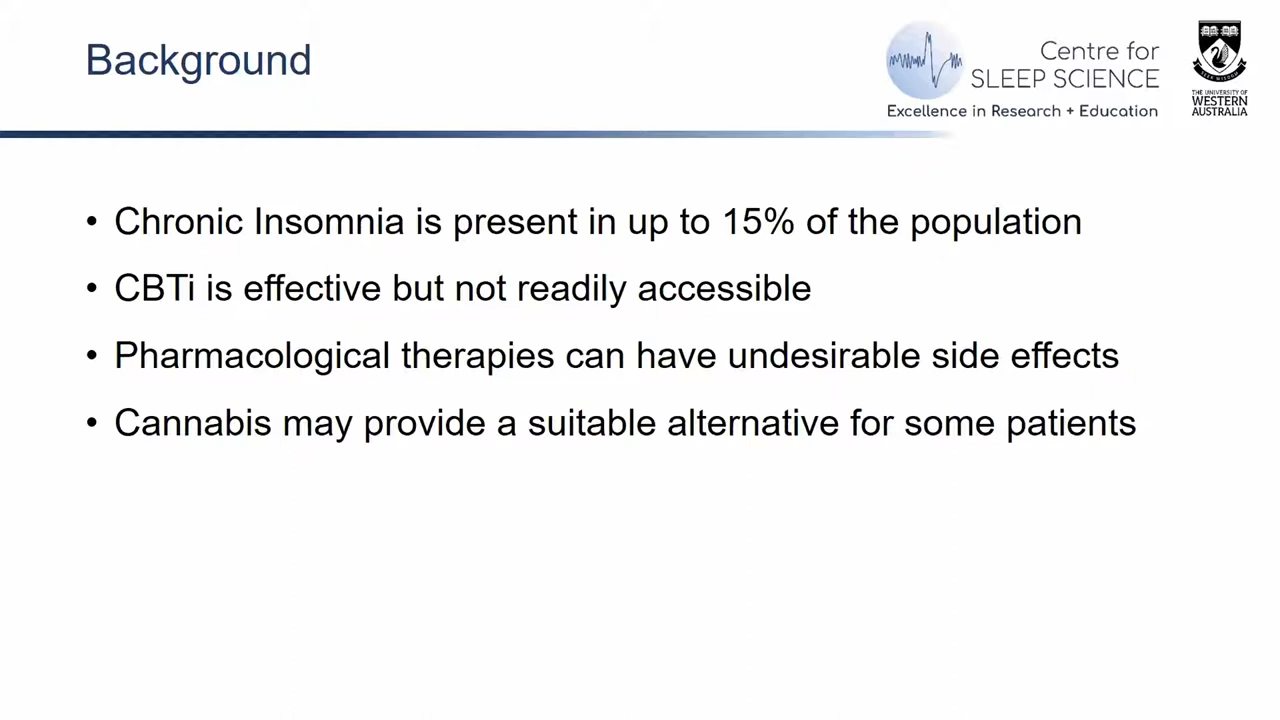 Background
Centre for
SLEEP SCIENCE
Excellence in Research + Education
SEEK WISDOM
THE UNIVERSITY OF
WESTERN
AUSTRALIA
• Chronic Insomnia is present in up to 15% of the population
• CBTi is effective but not readily accessible
• Pharmacological therapies can have undesirable side effects
• Cannabis may provide a suitable alternative for some patients